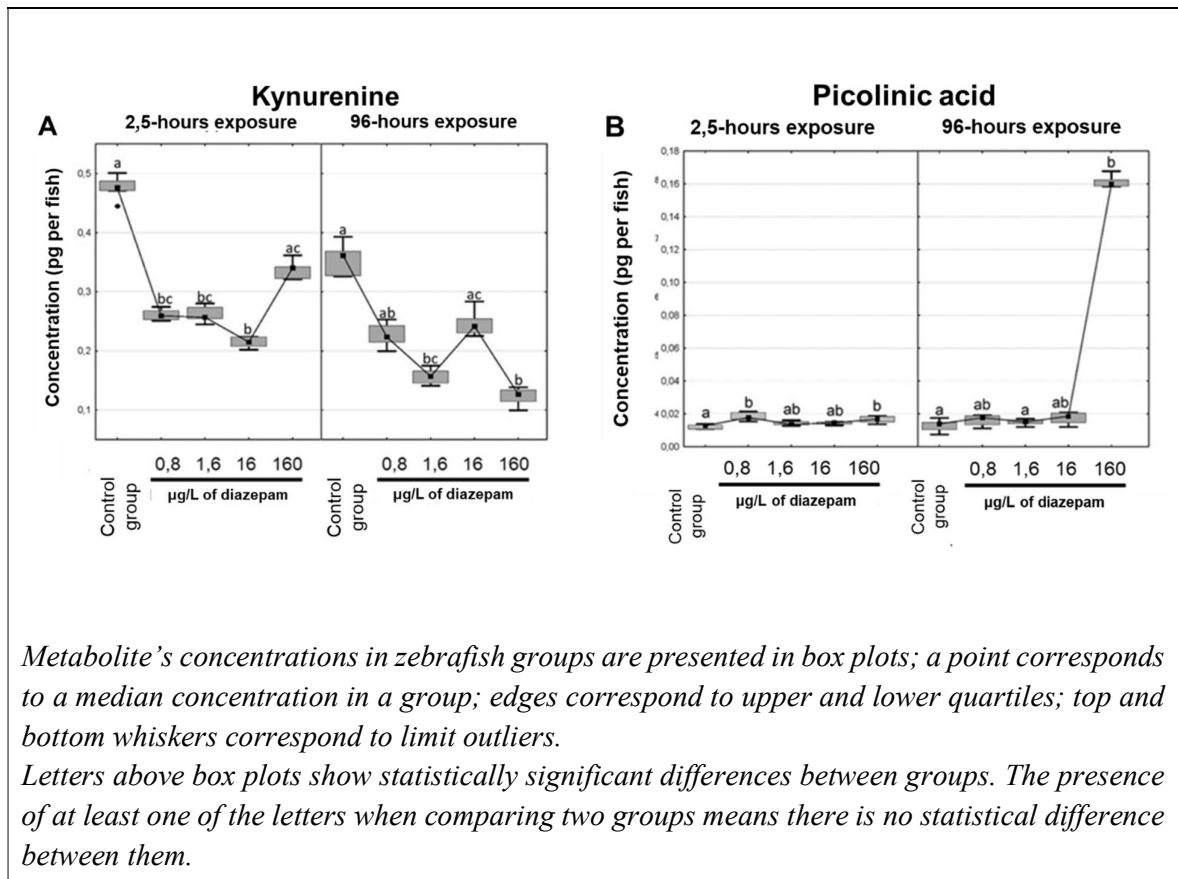 Kynurenine
A
2,5-hours exposure
96-hours exposure
Concentration (pg per fish)
0,5
0,4
0,3
0,2
0,1
a
bc
bc
b
ac
a
ab
bc
ac
b
0,8 1,6 16 160
0,8 1,6 16 160
Control group
µg/L of diazepam
Control group
µg/L of diazepam
Picolinic acid
B
2,5-hours exposure
96-hours exposure
Concentration (pg per fish)
0,18
0,16
0,14
0,12
0,10
0,08
0,06
0,04
0,02
0,00
a
b
ab
ab
b
a
ab
a
ab
b
0,8 1,6 16 160
0,8 1,6 16 160
Control group
µg/L of diazepam
Control group
µg/L of diazepam
Metabolite’s concentrations in zebrafish groups are presented in box plots; a point corresponds
to a median concentration in a group; edges correspond to upper and lower quartiles; top and
bottom whiskers correspond to limit outliers.
Letters above box plots show statistically significant differences between groups. The presence
of at least one of the letters when comparing two groups means there is no statistical difference
between them.